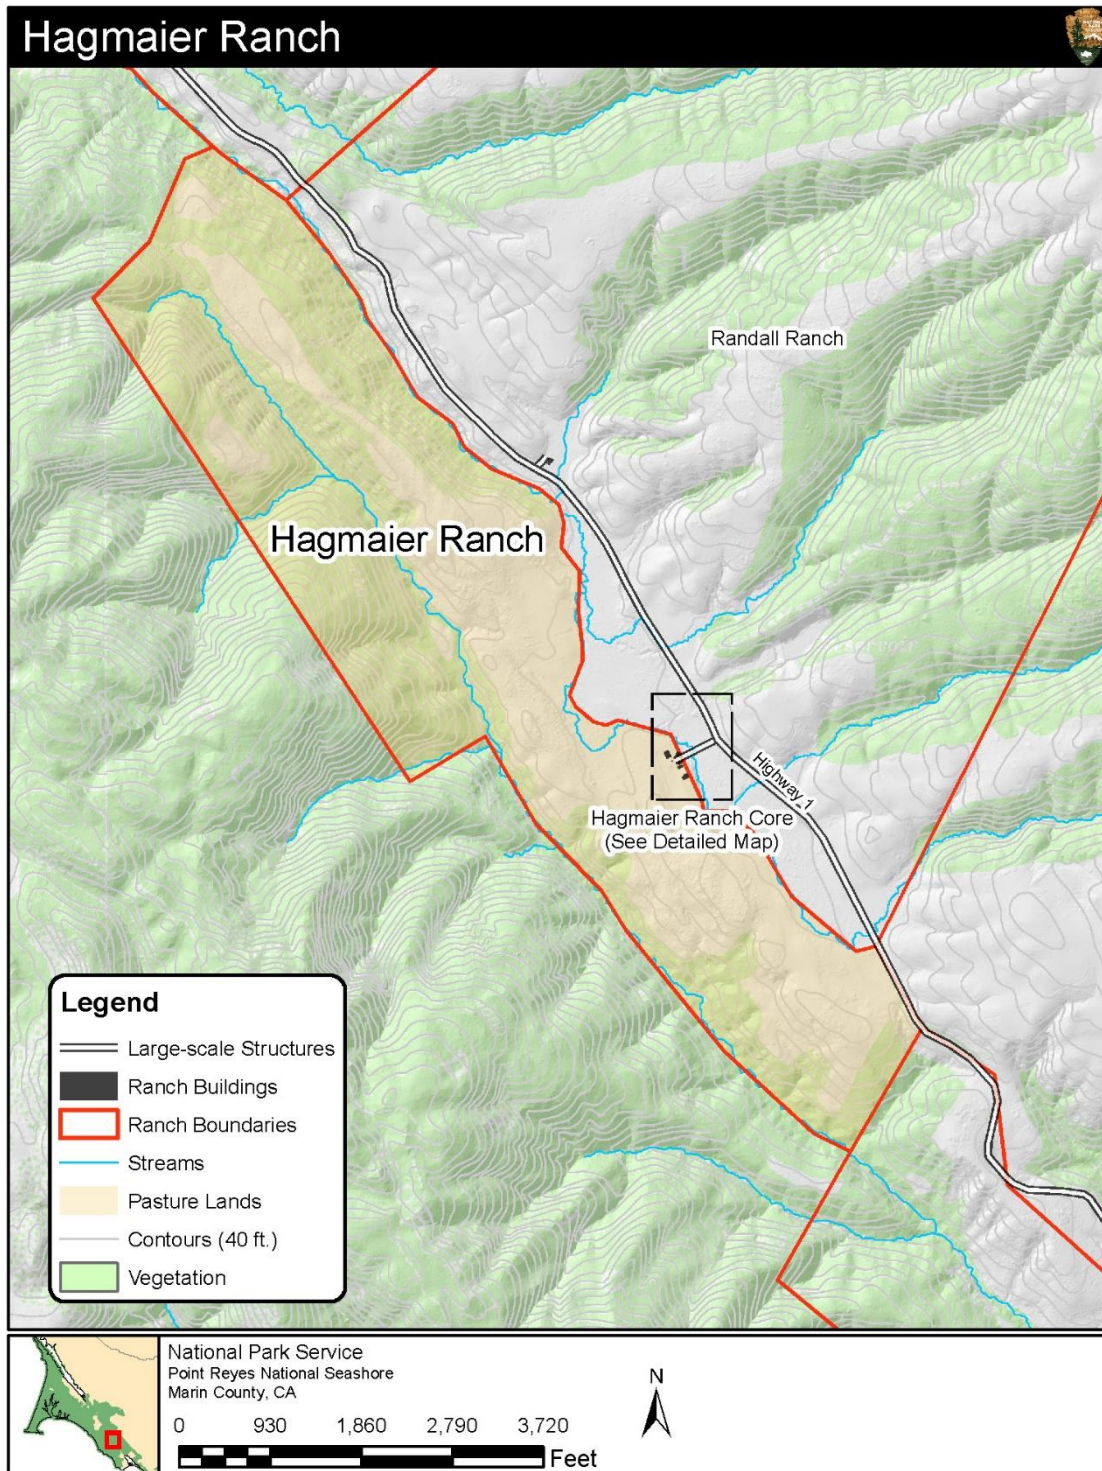 Hagmaier Ranch
Randall Ranch
Hagmaier Ranch
Highway 1
Hagmaier Ranch Core
(See Detailed Map)
Legend
Large-scale Structures
Ranch Buildings
Ranch Boundaries
Streams
Pasture Lands
Contours (40 ft.)
Vegetation
National Park Service
Point Reyes National Seashore
Marin County, CA
0 930 1,860 2,790 3,720
Feet
N